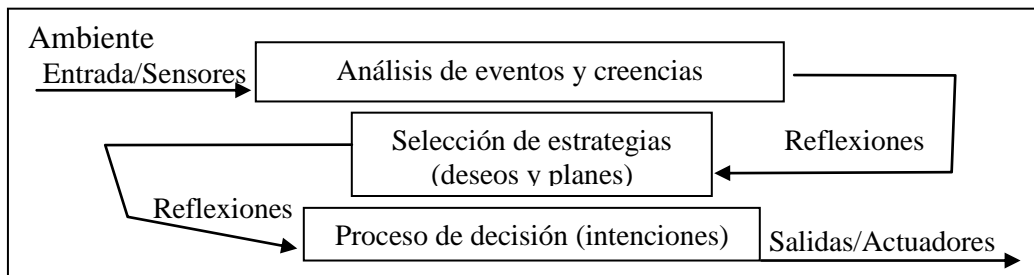 Ambiente
Entrada/Sensores
Análisis de eventos y creencias
Selección de estrategias
(deseos y planes)
Reflexiones
Reflexiones
Proceso de decisión (intenciones)
Salidas/Actuadores